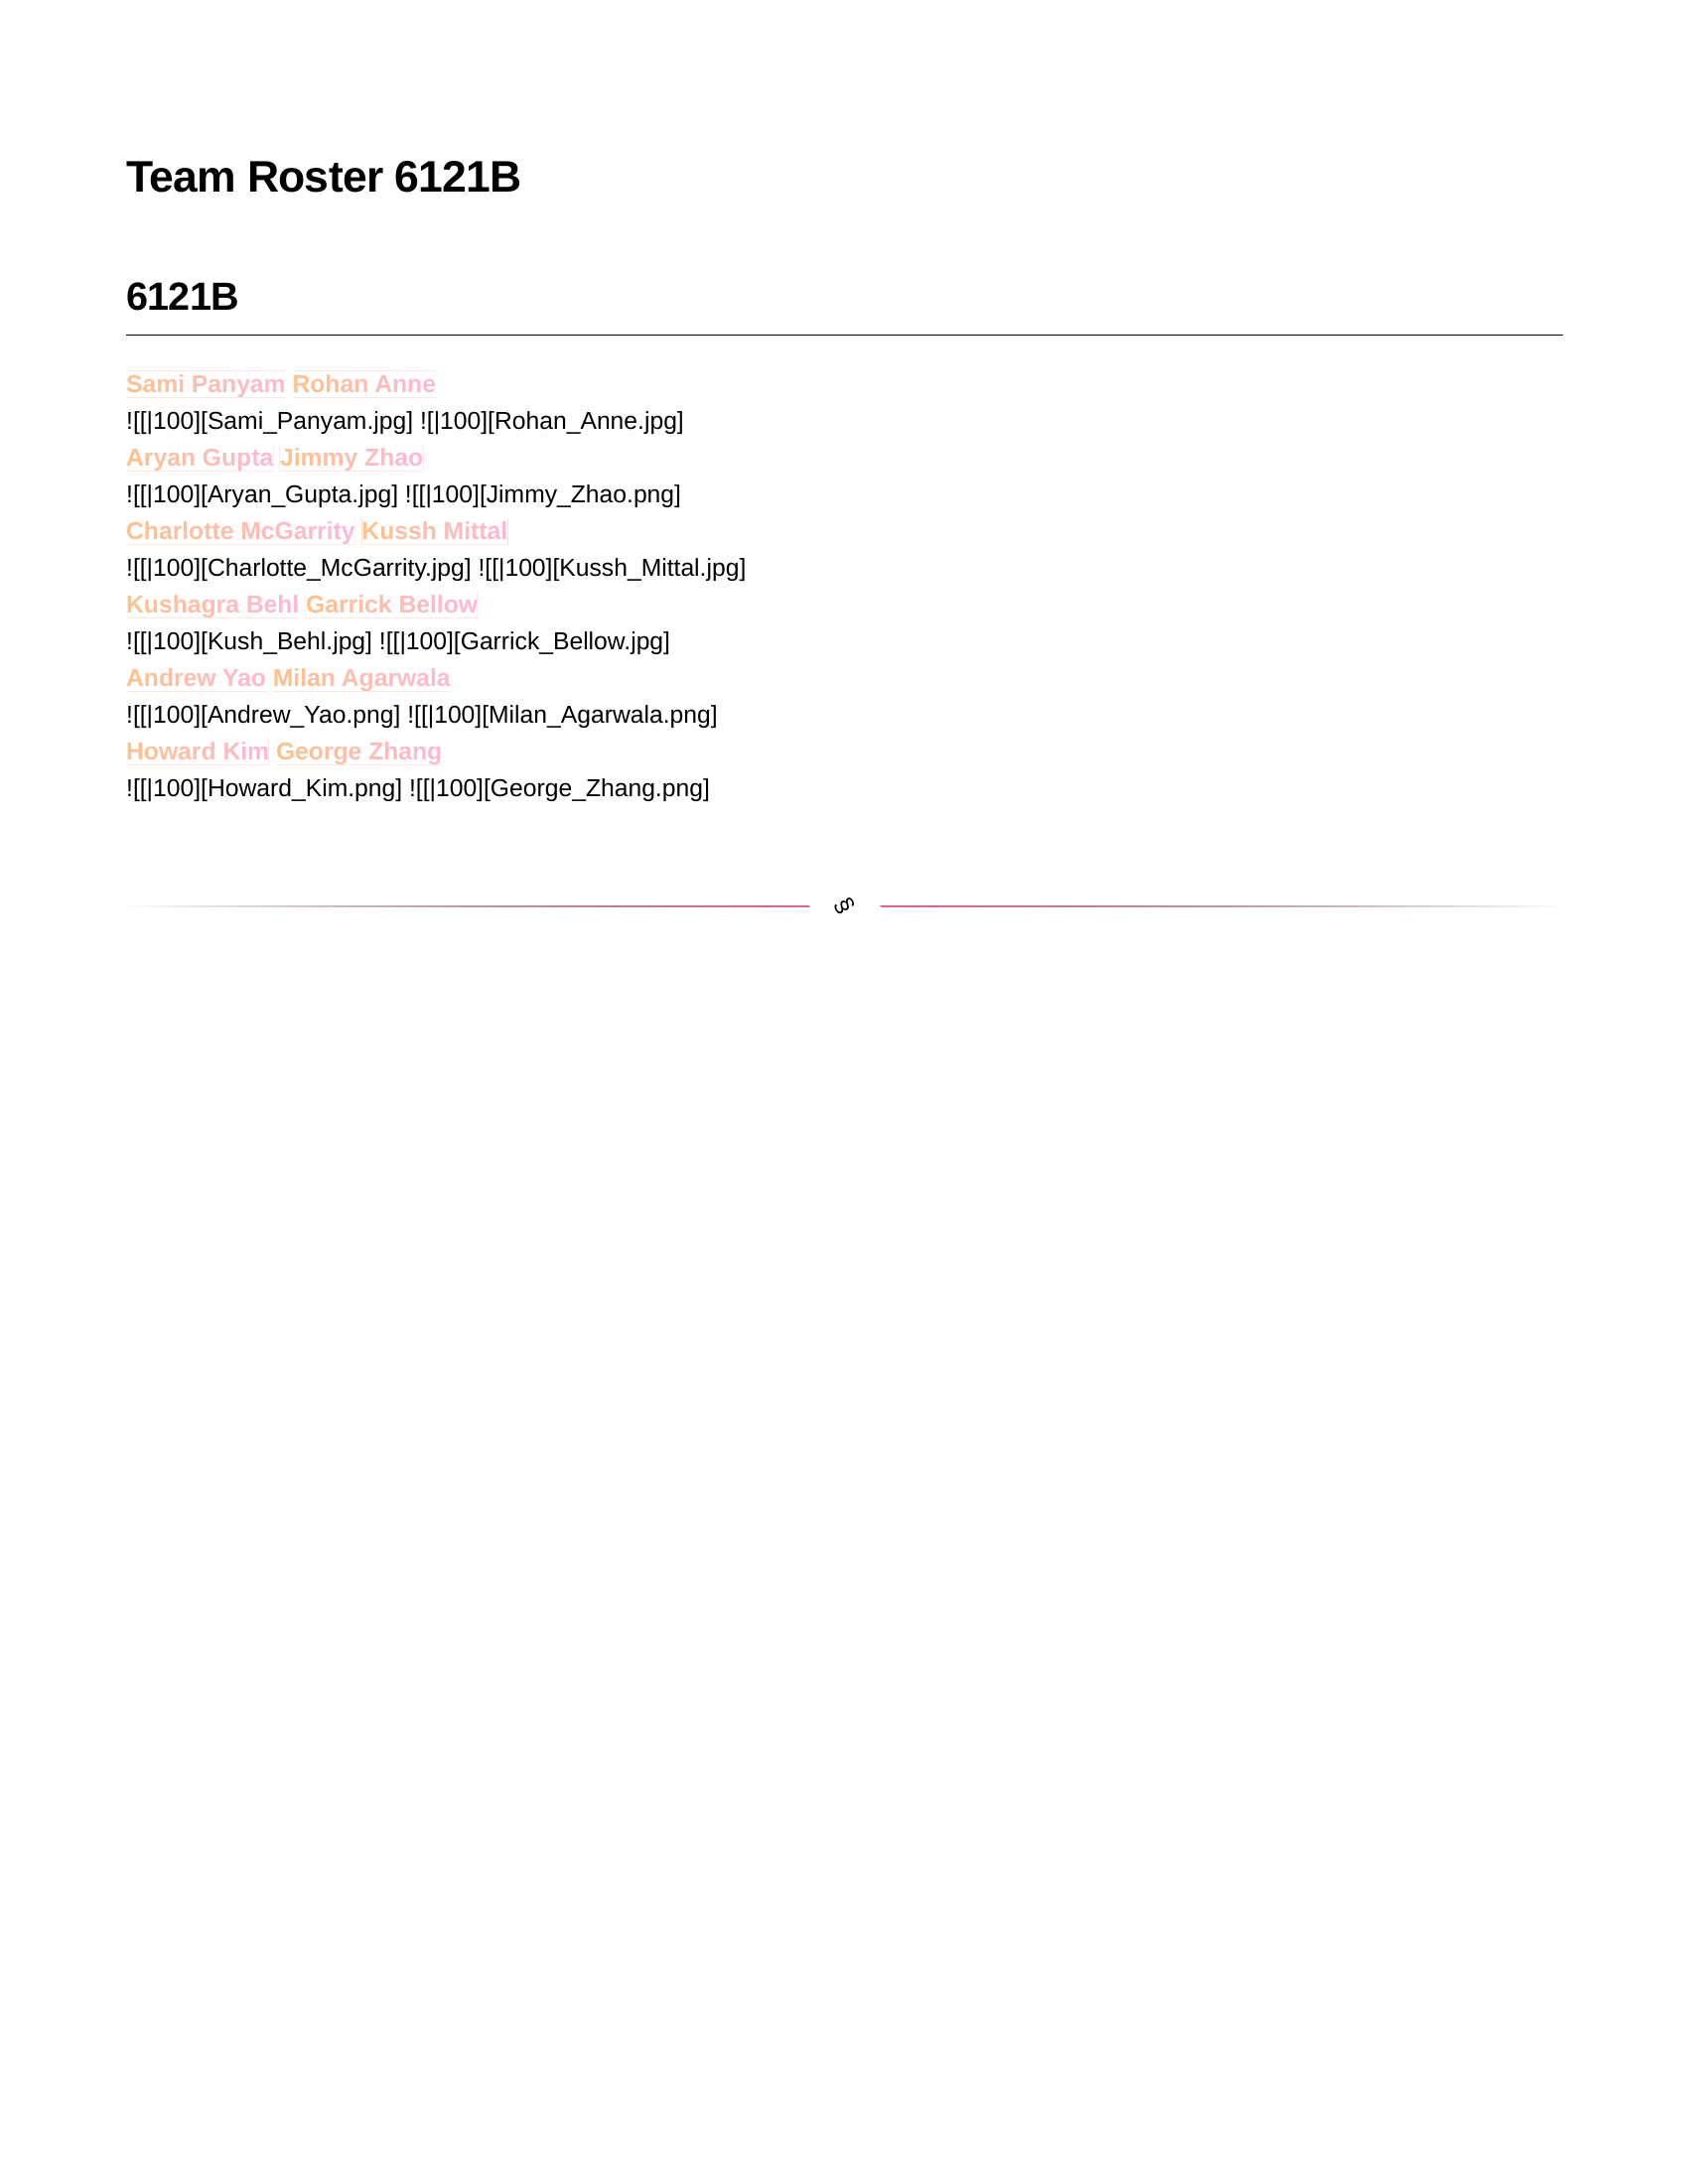 Team Roster 6121B
6121B
Sami Panyam Rohan Anne
![[|100][Sami_Panyam.jpg] ![|100][Rohan_Anne.jpg]
Aryan Gupta Jimmy Zhao
![[|100][Aryan_Gupta.jpg] ![[|100][Jimmy_Zhao.png]
Charlotte McGarrity Kussh Mittal
![[|100][Charlotte_McGarrity.jpg] ![[|100][Kussh_Mittal.jpg]
Kushagra Behl Garrick Bellow
![[|100][Kush_Behl.jpg] ![[|100][Garrick_Bellow.jpg]
Andrew Yao Milan Agarwala
![[|100][Andrew_Yao.png] ![[|100][Milan_Agarwala.png]
Howard Kim George Zhang
![[|100][Howard_Kim.png] ![[|100][George_Zhang.png]
§